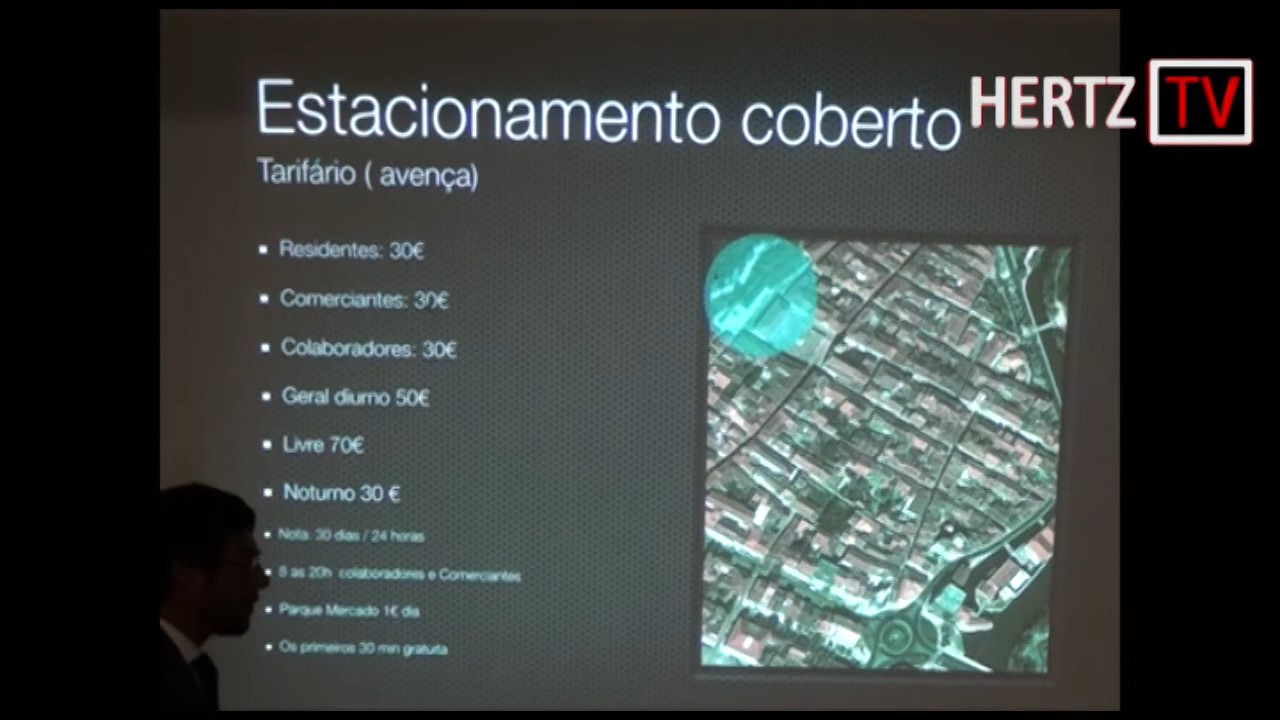 Estacionamento coberto
HERTZ TV
Tarifário ( avença)
Residentes: 30€
Comerciantes: 30€
Colaboradores: 30€
Geral diurno 50€
Livre 70€
Noturno 30 €
Nota: 30 dias / 24 horas
8 as 20h colaboradores e Comerciantes
Parque Mercado 1€ dia
Os primeiros 30 min gratuita